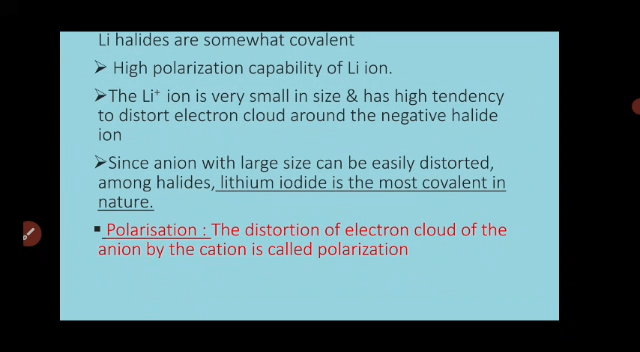 Li halides are somewhat covalent
➢ High polarization capability of Li ion.
➢The Li⁺ ion is very small in size & has high tendency
to distort electron cloud around the negative halide
ion
➢Since anion with large size can be easily distorted,
among halides, lithium iodide is the most covalent in
nature.
▪ Polarisation : The distortion of electron cloud of the
anion by the cation is called polarization